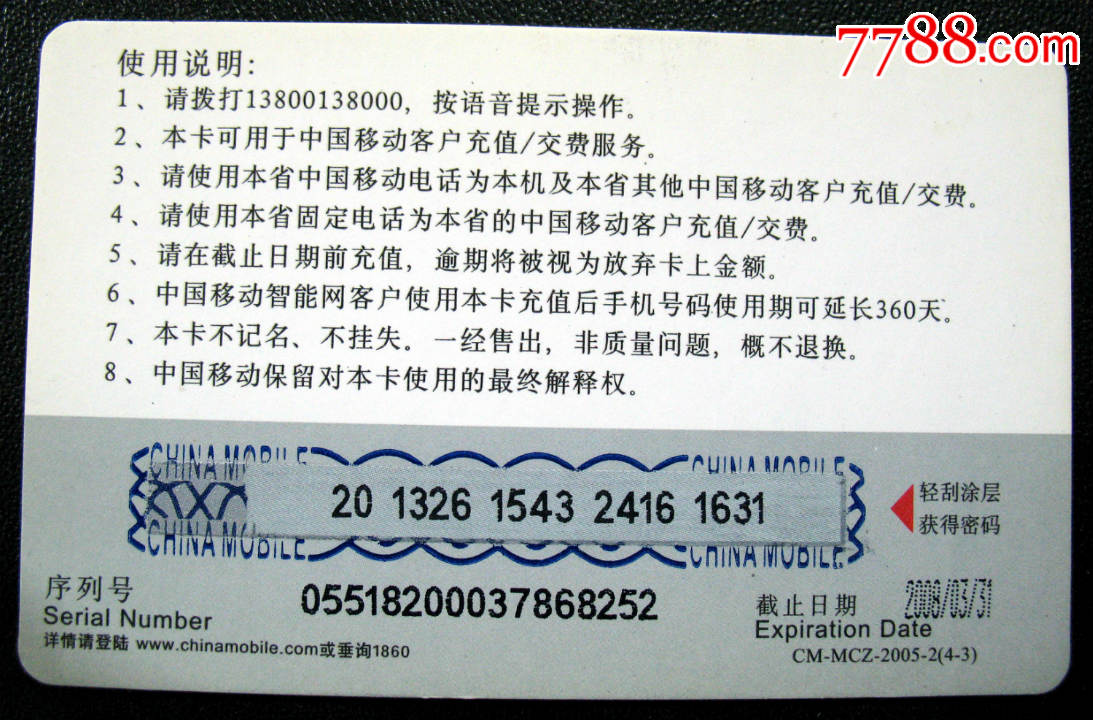 7788.com
使用说明:
1、请拨打13800138000，按语音提示操作。
2、本卡可用于中国移动客户充值/交费服务。
3、请使用本省中国移动电话为本机及本省其他中国移动客户充值/交费。
4、请使用本省固定电话为本省的中国移动客户充值/交费。
5、请在截止日期前充值，逾期将被视为放弃卡上金额。
6、中国移动智能网客户使用本卡充值后手机号码使用期可延长360天。
7、本卡不记名、不挂失。一经售出，非质量问题，概不退换。
8、中国移动保留对本卡使用的最终解释权。
CHINA MOBILE CHINA MOBILE
20 1326 1543 2416 1631
CHINA MOBILE CHINA MOBILE
轻刮涂层
获得密码
序列号 05518200037868252 截止日期 2008/03/31
Serial Number Expiration Date
详情请登陆 www.chinamobile.com或垂询1860 CM-MCZ-2005-2(4-3)